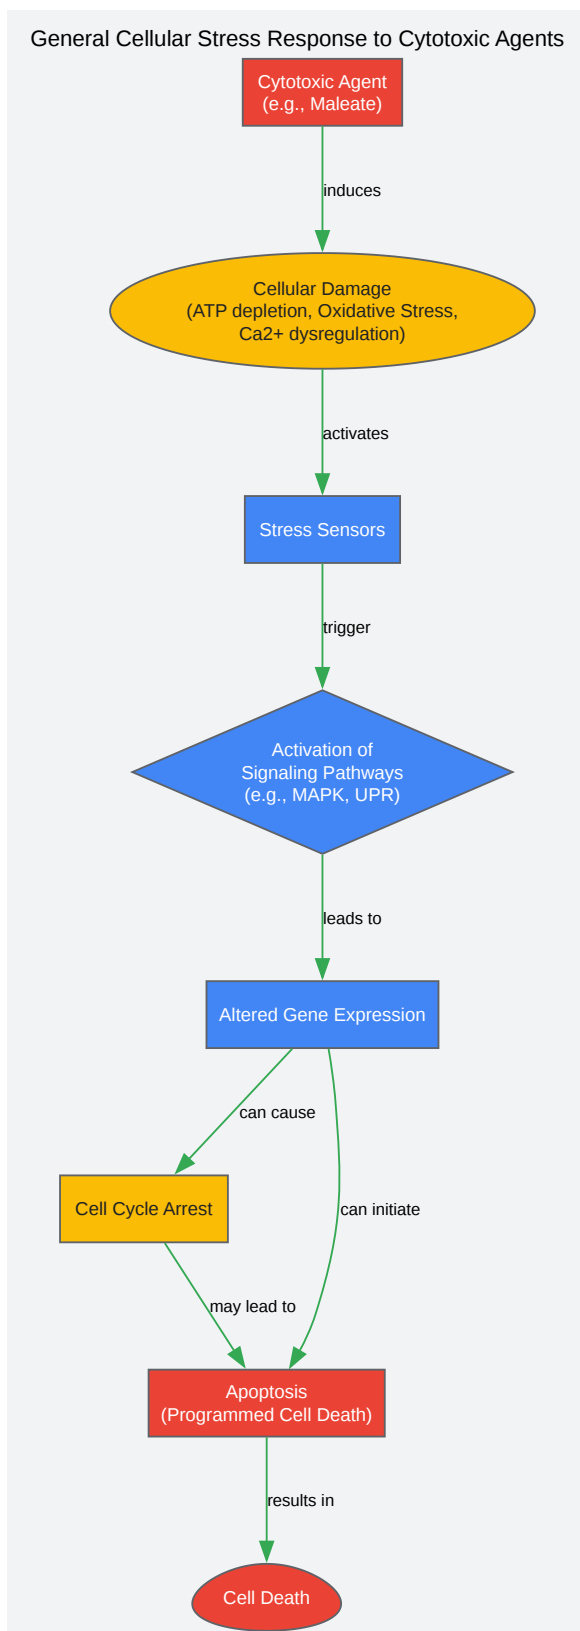 General Cellular Stress Response to Cytotoxic Agents
Cytotoxic Agent
(e.g., Maleate)
induces
Cellular Damage
(ATP depletion, Oxidative Stress,
Ca2+ dysregulation)
activates
Stress Sensors
trigger
Activation of
Signaling Pathways
(e.g., MAPK, UPR)
leads to
Altered Gene Expression
can cause
Cell Cycle Arrest
can initiate
may lead to
Apoptosis
(Programmed Cell Death)
results in
Cell Death